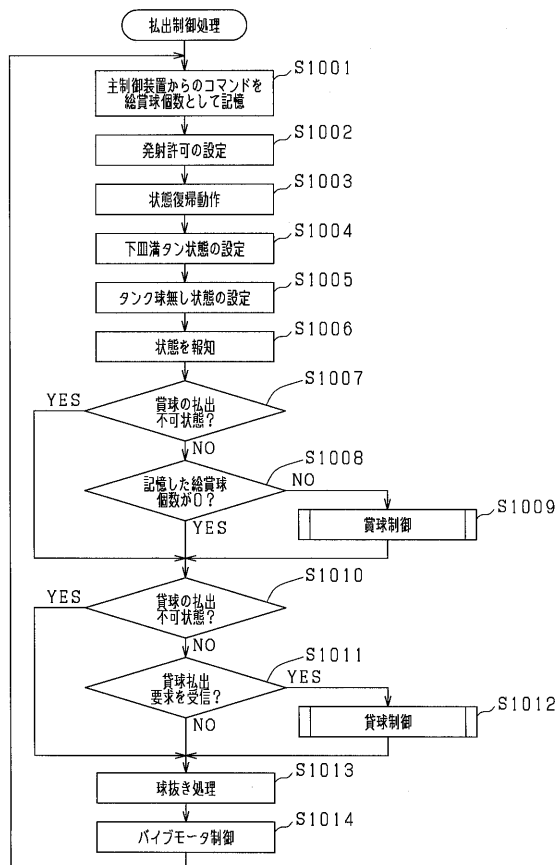 払出制御処理
S1001
主制御装置からのコマンドを
総賞球個数として記憶
S1002
発射許可の設定
S1003
状態復帰動作
S1004
下皿満タン状態の設定
S1005
タンク球無し状態の設定
S1006
状態を報知
S1007
YES
賞球の払出
不可状態?
NO
S1008
記憶した総賞球
個数が0?
NO
YES
S1009
賞球制御
S1010
YES
貸球の払出
不可状態?
NO
S1011
貸球払出
要求を受信?
YES
NO
S1012
貸球制御
S1013
球抜き処理
S1014
バイブモータ制御